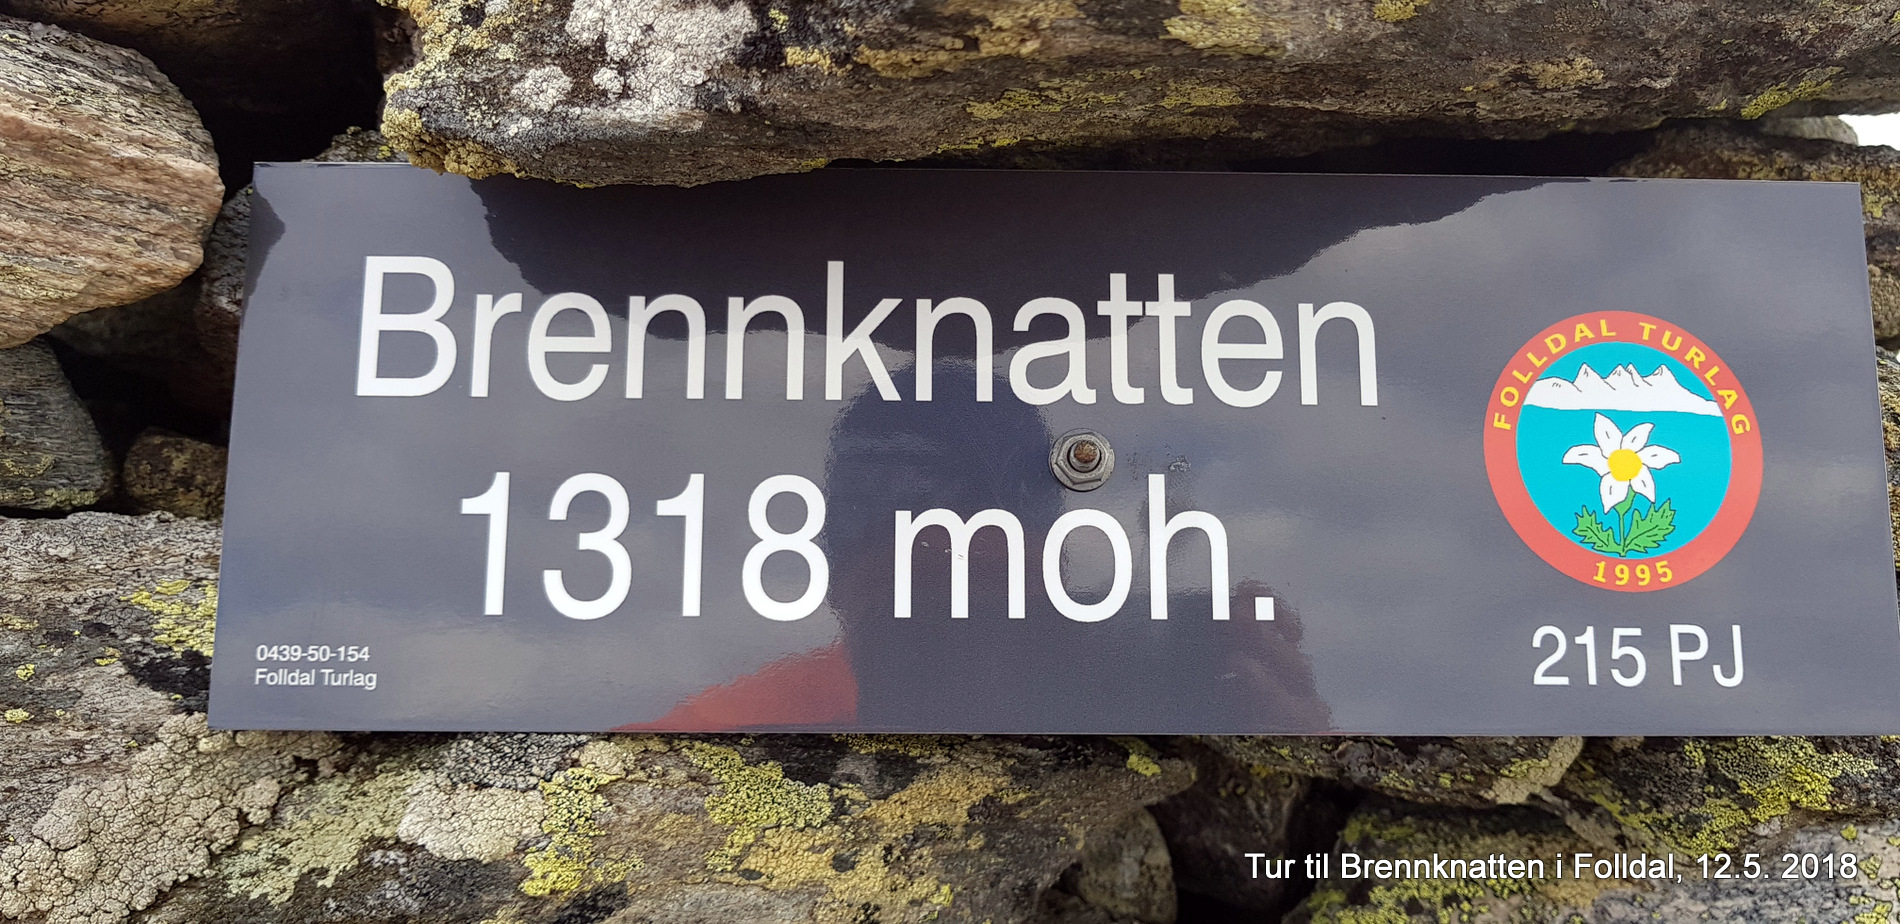 Brennknatten
1318 moh.
FOLLDAL TURLAG
1995
215 PJ
0439-50-154
Folldal Turlag
Tur til Brennknatten i Folldal, 12.5. 2018